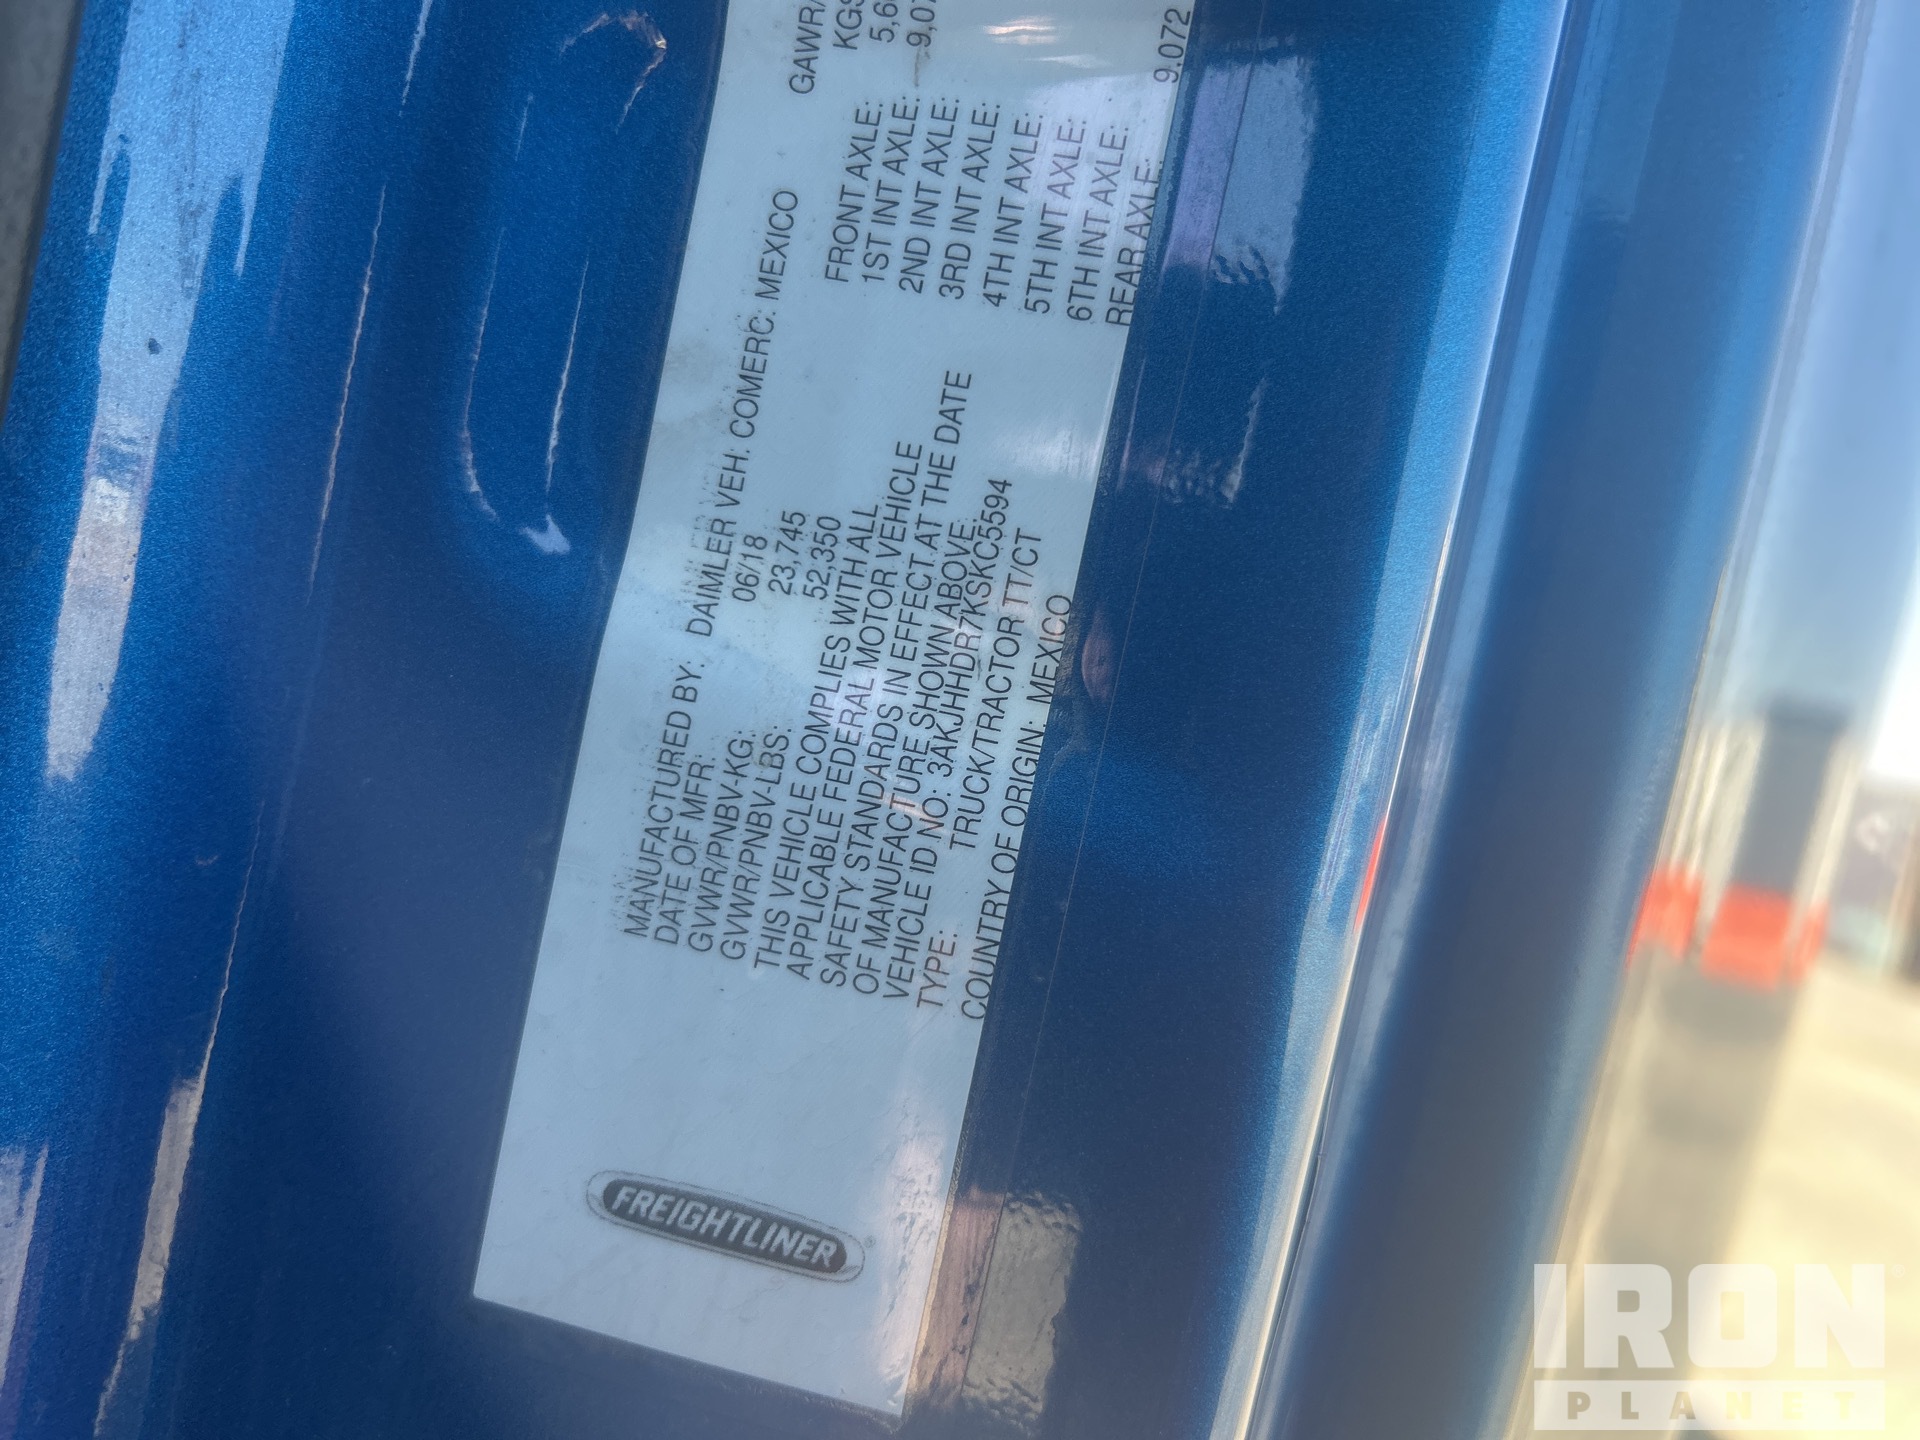 FREIGHTLINER
MANUFACTURED BY: DAIMLER VEH. COMERC. MEXICO
DATE OF MFR: 06/18
GVWR/PNBV-KG: 23,745
GVWR/PNBV-LBS: 52,350
THIS VEHICLE COMPLIES WITH ALL
APPLICABLE FEDERAL MOTOR VEHICLE
SAFETY STANDARDS IN EFFECT AT THE DATE
OF MANUFACTURE SHOWN ABOVE.
VEHICLE ID NO: 3AKJHHDR7KSKC5594
TYPE: TRUCK/TRACTOR TT/CT
COUNTRY OF ORIGIN: MEXICO
GAWR/
KGS
FRONT AXLE:
1ST INT AXLE:
2ND INT AXLE:
3RD INT AXLE:
4TH INT AXLE:
5TH INT AXLE:
6TH INT AXLE:
REAR AXLE: 9.072
IRON
PLANET